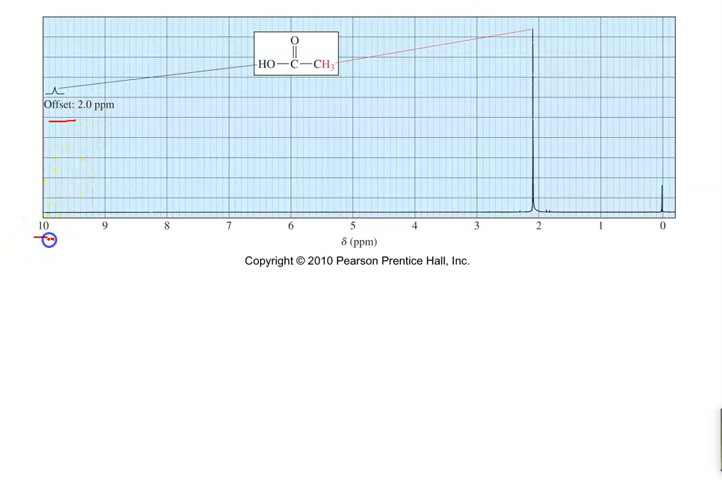 O
HO—C—CH3
Offset: 2.0 ppm
10 9 8 7 6 5 4 3 2 1 0
δ (ppm)
Copyright © 2010 Pearson Prentice Hall, Inc.